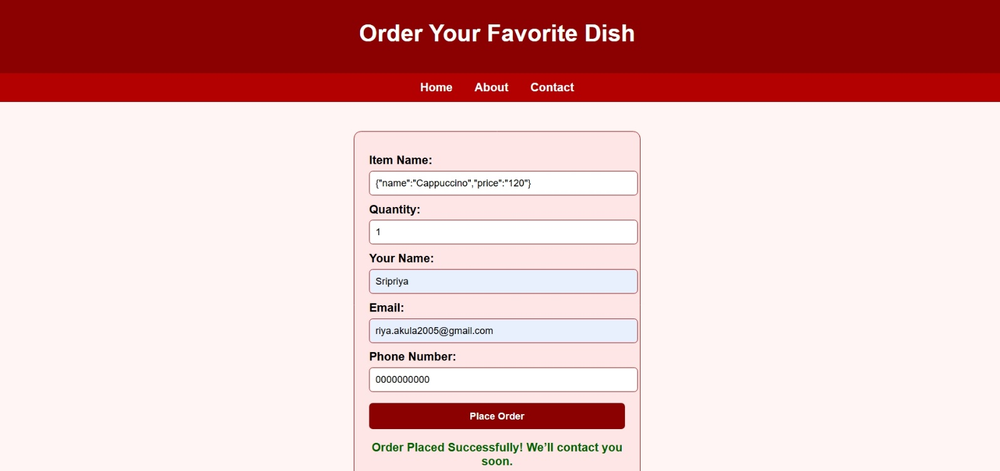 Order Your Favorite Dish
Home About Contact
Item Name:
{"name":"Cappuccino","price":"120"}
Quantity:
1
Your Name:
Sripriya
Email:
riya.akula2005@gmail.com
Phone Number:
0000000000
Place Order
Order Placed Successfully! We’ll contact you
soon.